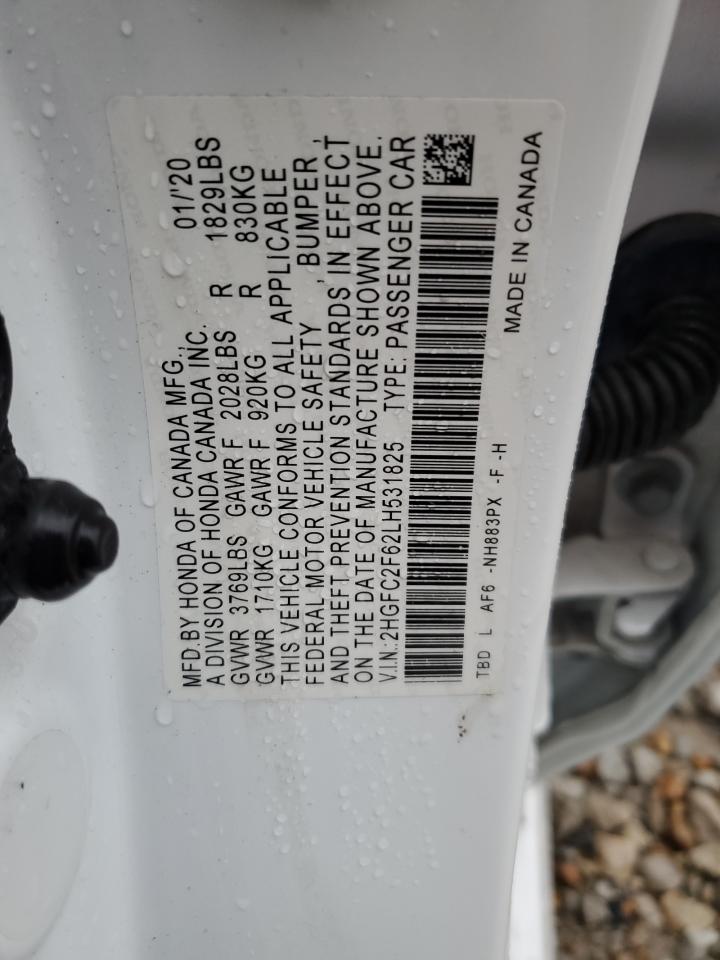 MFD.BY HONDA OF CANADA MFG., 01/'20
A DIVISION OF HONDA CANADA INC.
GVWR 3769LBS GAWR F 2028LBS R 1829LBS
GVWR 1710KG GAWR F 920KG R 830KG
THIS VEHICLE CONFORMS TO ALL APPLICABLE
FEDERAL MOTOR VEHICLE SAFETY , BUMPER ,
AND THEFT PREVENTION STANDARDS IN EFFECT
ON THE DATE OF MANUFACTURE SHOWN ABOVE.
V.I.N.:2HGFC2F62LH531825 TYPE: PASSENGER CAR
TBD L AF6 -NH883PX -F -H
MADE IN CANADA